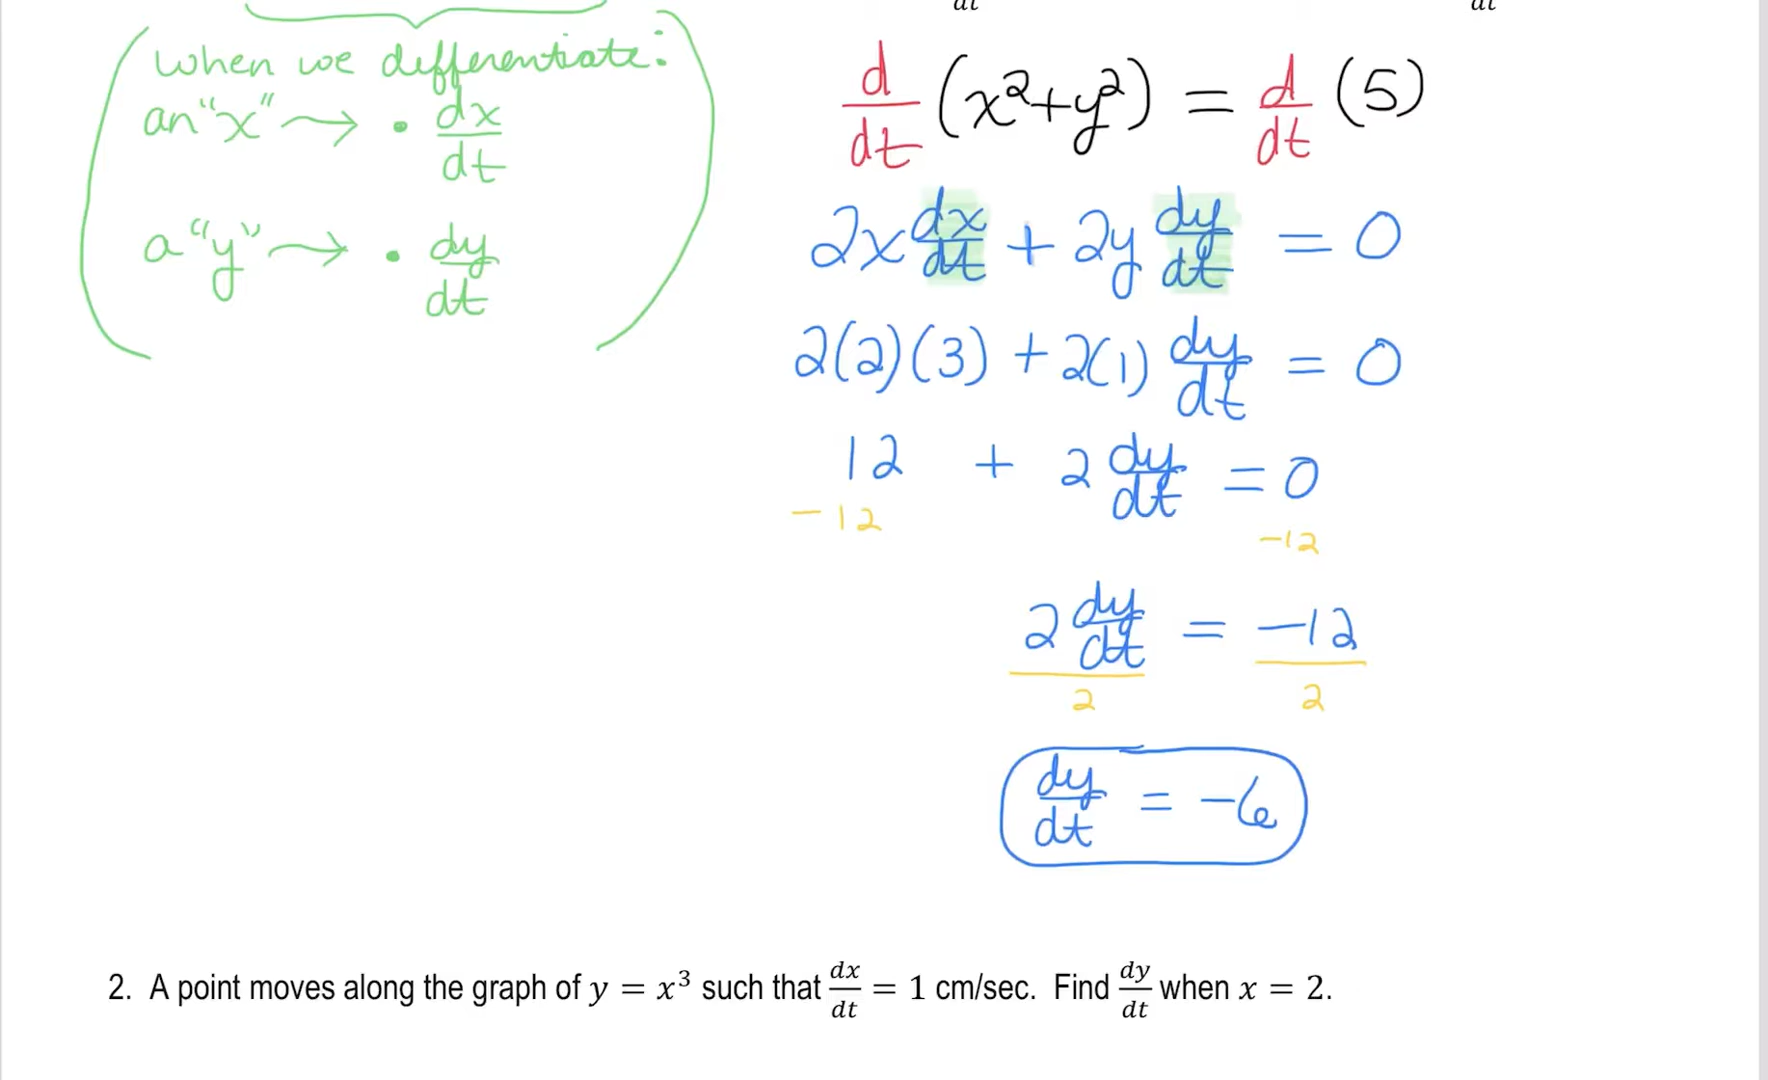 dt dt
when we differentiate:
an "x" → · dx/dt
a "y" → · dy/dt
d/dt (x²+y²) = d/dt (5)
2x dx/dt + 2y dy/dt = 0
2(2)(3) + 2(1) dy/dt = 0
12 + 2 dy/dt = 0
-12 -12
2 dy/dt = -12
2 2
dy/dt = -6
2. A point moves along the graph of y = x³ such that dx/dt = 1 cm/sec. Find dy/dt when x = 2.